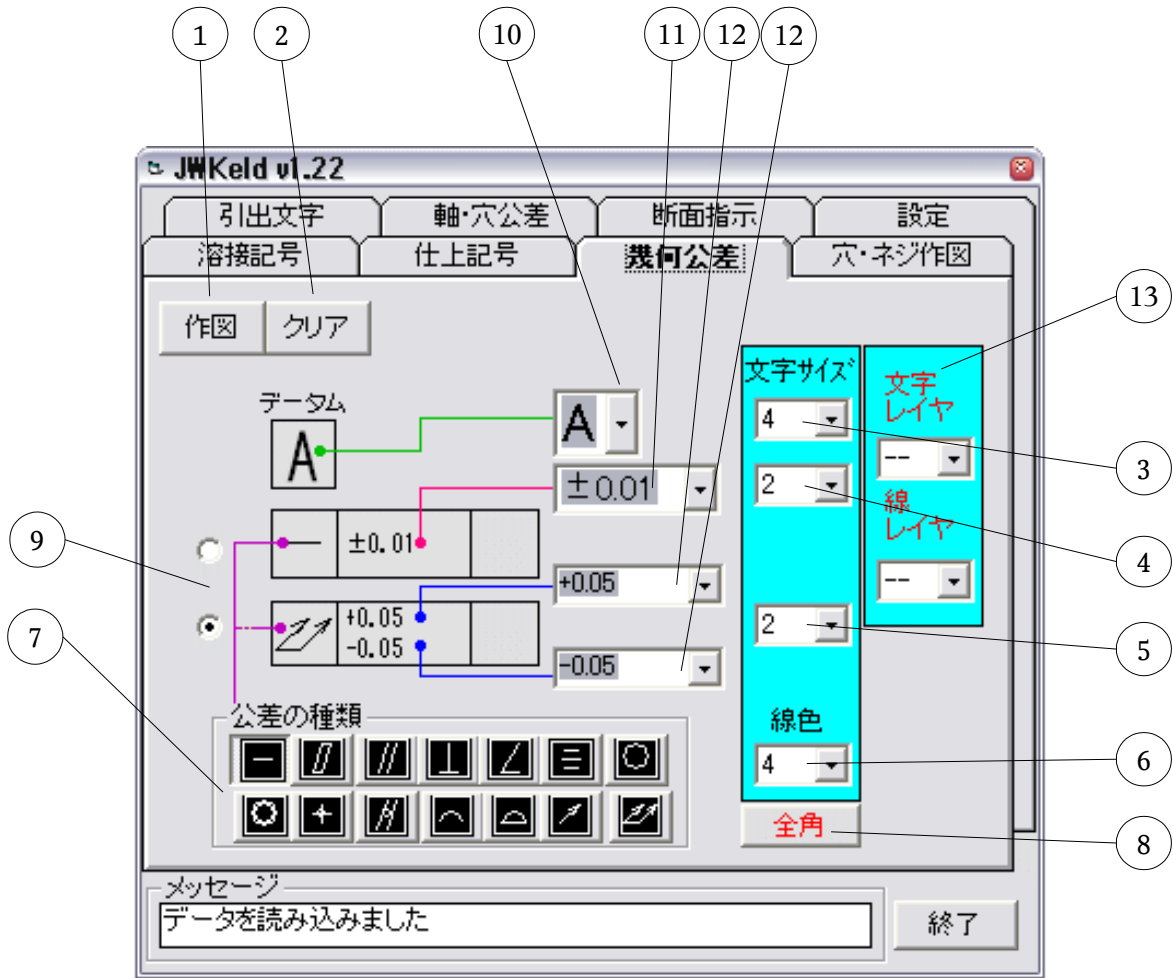 1 2 10 11 12 12
JWKeld v1.22
引出文字 軸・穴公差 断面指示 設定
溶接記号 仕上記号 幾何公差 穴・ネジ作図
13
作図 クリア
文字サイズ
文字
レイヤ
データム
A
A
4
3
--
±0.01
2
線
レイヤ
9
±0.01
4
--
+0.05
7
+0.05
-0.05
2
5
-0.05
公差の種類
線色
4
6
全角
8
メッセージ
データを読み込みました
終了